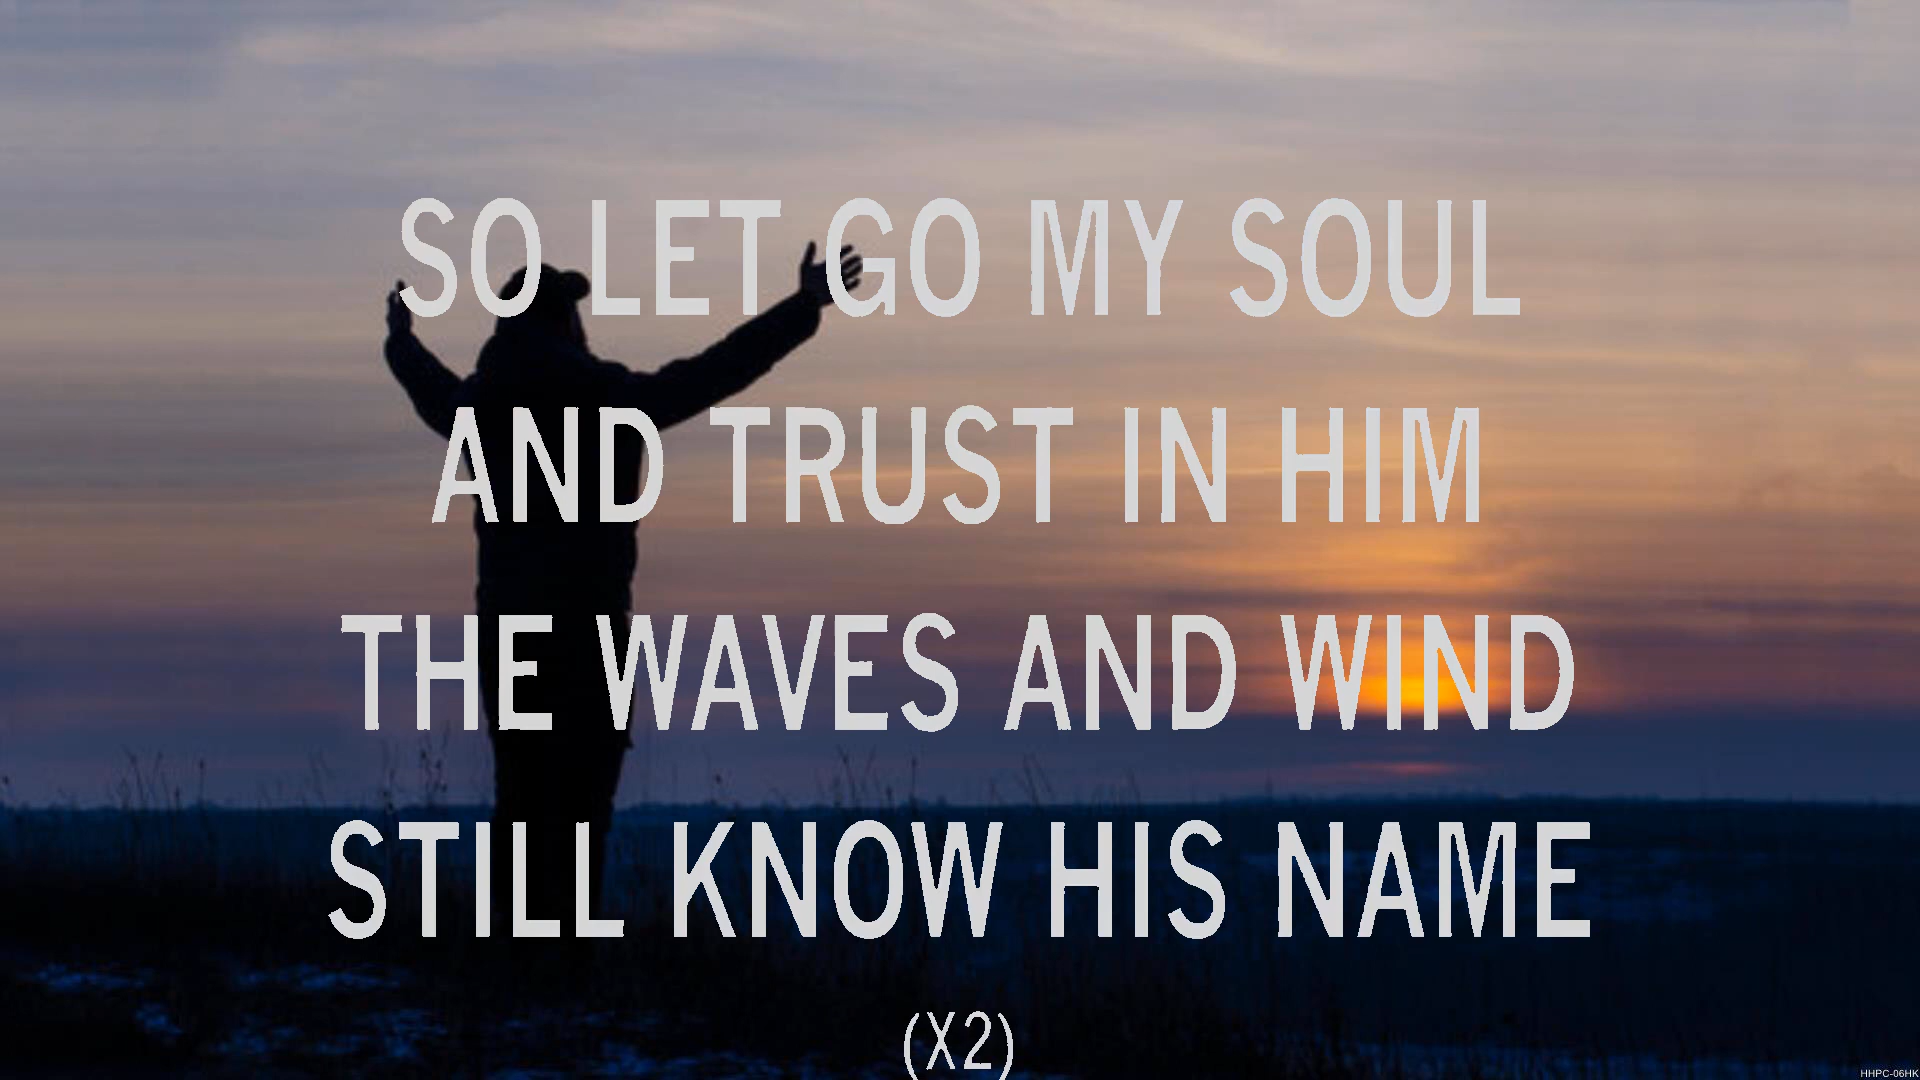 SO LET GO MY SOUL
AND TRUST IN HIM
THE WAVES AND WIND
STILL KNOW HIS NAME
(X2)
HHPC-06HK